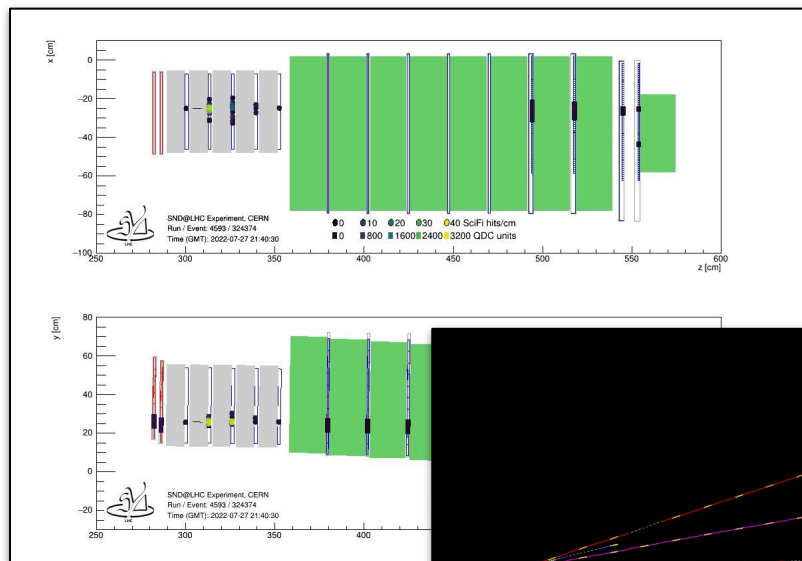 x [cm]
0
−20
−40
−60
−80
−100
SND@LHC Experiment, CERN
Run / Event: 4593 / 324374
Time (GMT): 2022-07-27 21:40:30
LHC
0 10 20 30 40 SciFi hits/cm
0 800 1600 2400 3200 QDC units
250 300 350 400 450 500 550 600
z [cm]
y [cm]
80
60
40
20
0
−20
SND@LHC Experiment, CERN
Run / Event: 4593 / 324374
Time (GMT): 2022-07-27 21:40:30
LHC
250 300 350 400